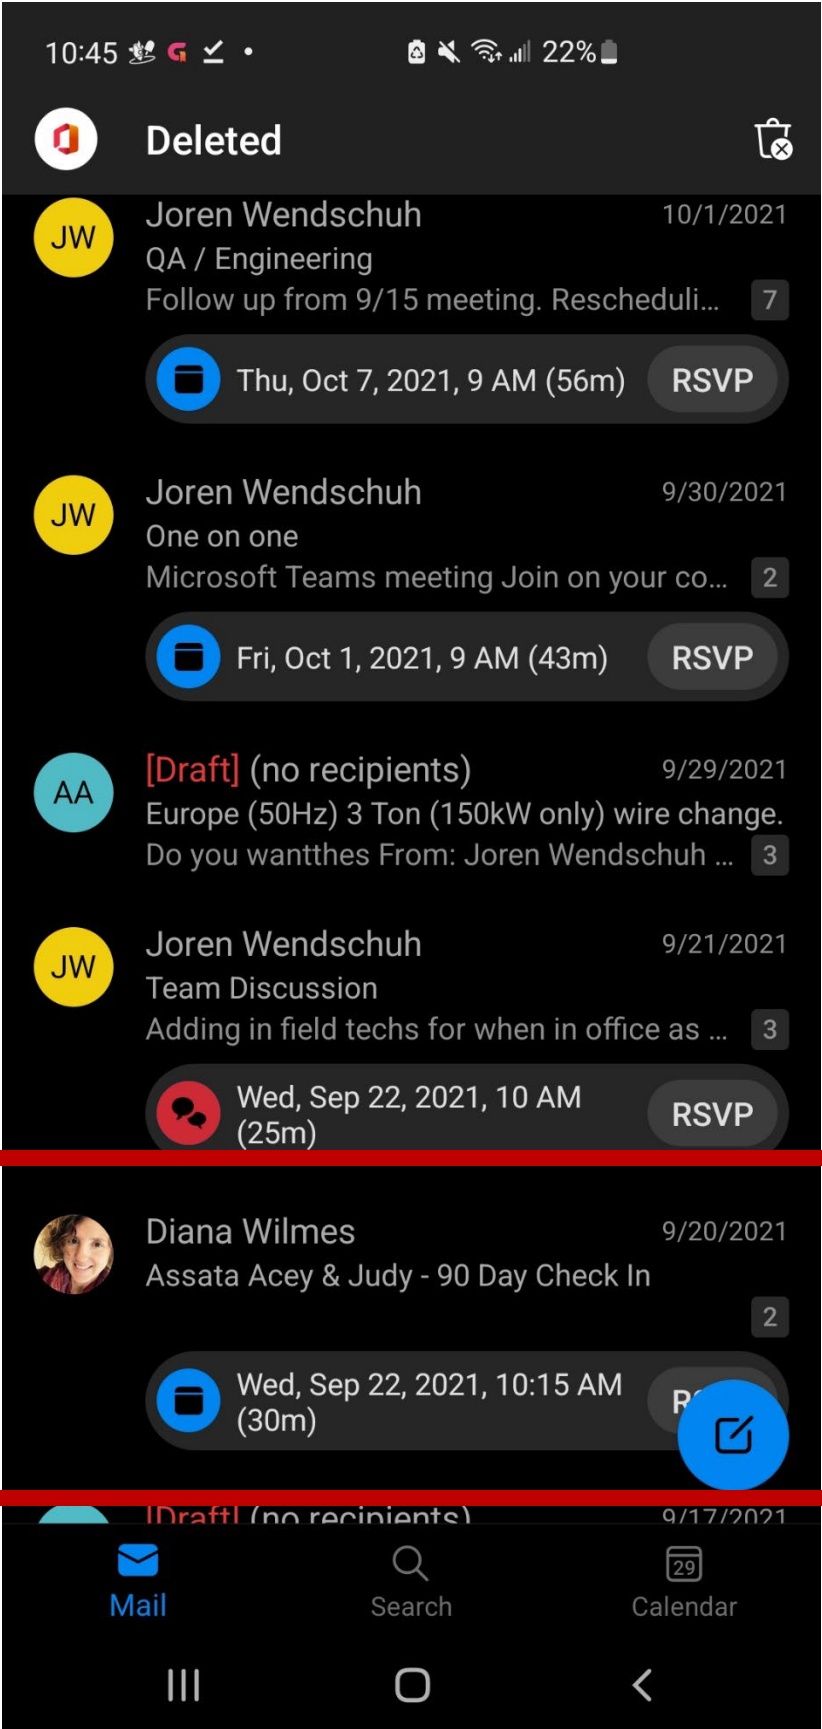 10:45
22%
Deleted
JW
Joren Wendschuh
10/1/2021
QA / Engineering
Follow up from 9/15 meeting. Rescheduli...
7
Thu, Oct 7, 2021, 9 AM (56m)
RSVP
JW
Joren Wendschuh
9/30/2021
One on one
Microsoft Teams meeting Join on your co...
2
Fri, Oct 1, 2021, 9 AM (43m)
RSVP
AA
[Draft] (no recipients)
9/29/2021
Europe (50Hz) 3 Ton (150kW only) wire change.
Do you wantthes From: Joren Wendschuh ...
3
JW
Joren Wendschuh
9/21/2021
Team Discussion
Adding in field techs for when in office as ...
3
Wed, Sep 22, 2021, 10 AM
(25m)
RSVP
Diana Wilmes
9/20/2021
Assata Acey & Judy - 90 Day Check In
2
Wed, Sep 22, 2021, 10:15 AM
(30m)
[Draft] (no recipients)
9/17/2021
29
Mail
Search
Calendar